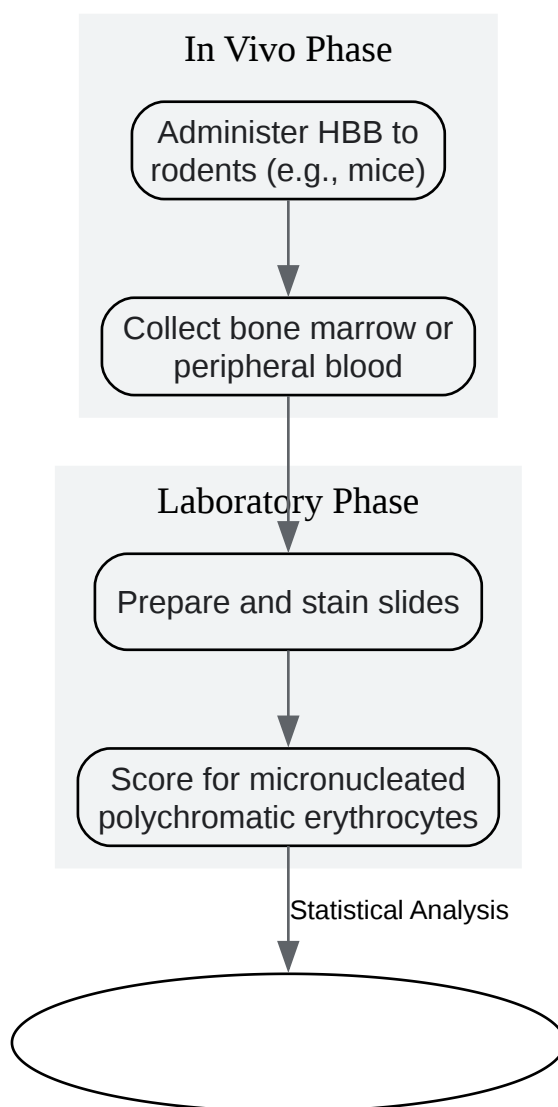 In Vivo Phase
Administer HBB to
rodents (e.g., mice)
Collect bone marrow or
peripheral blood
Laboratory Phase
Prepare and stain slides
Score for micronucleated
polychromatic erythrocytes
Statistical Analysis